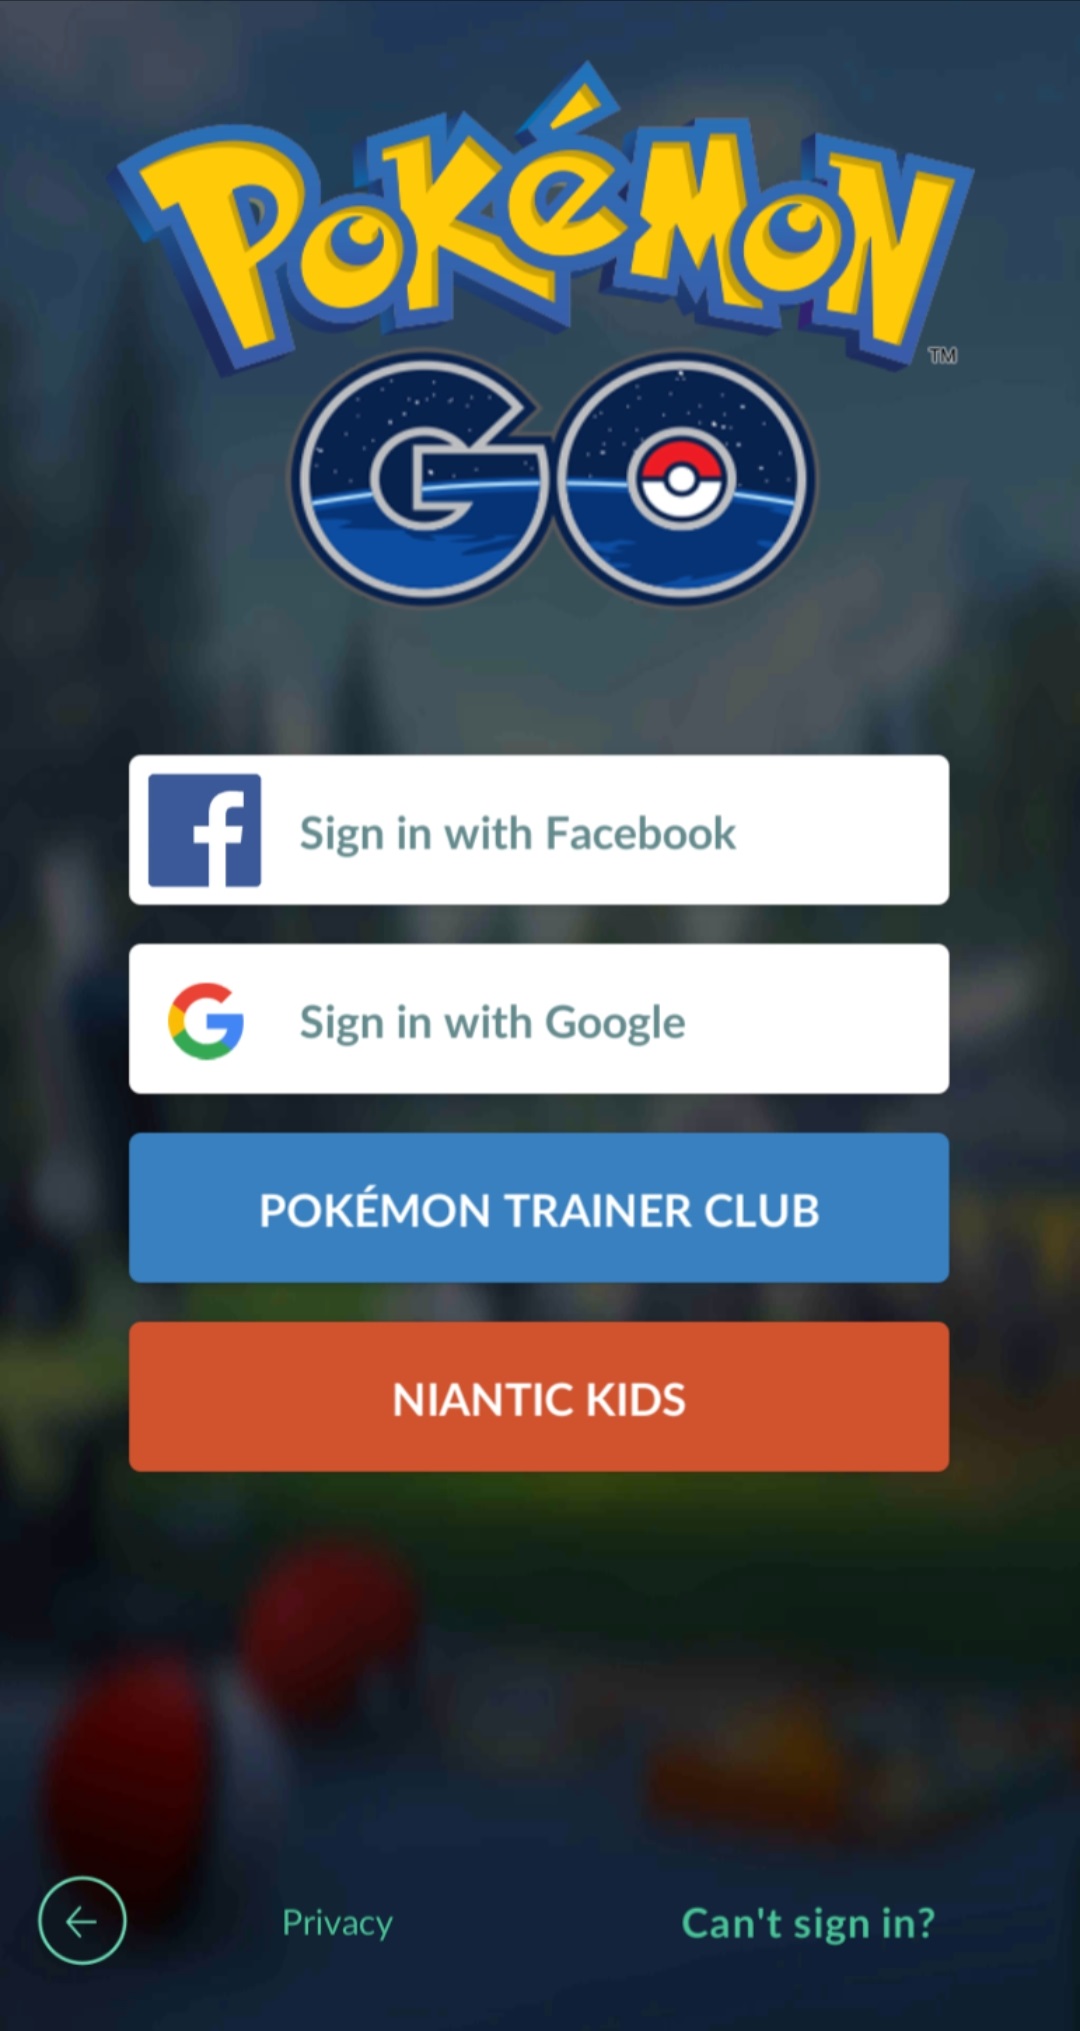 POKéMON
TM
GO
Sign in with Facebook
Sign in with Google
POKÉMON TRAINER CLUB
NIANTIC KIDS
Privacy
Can't sign in?